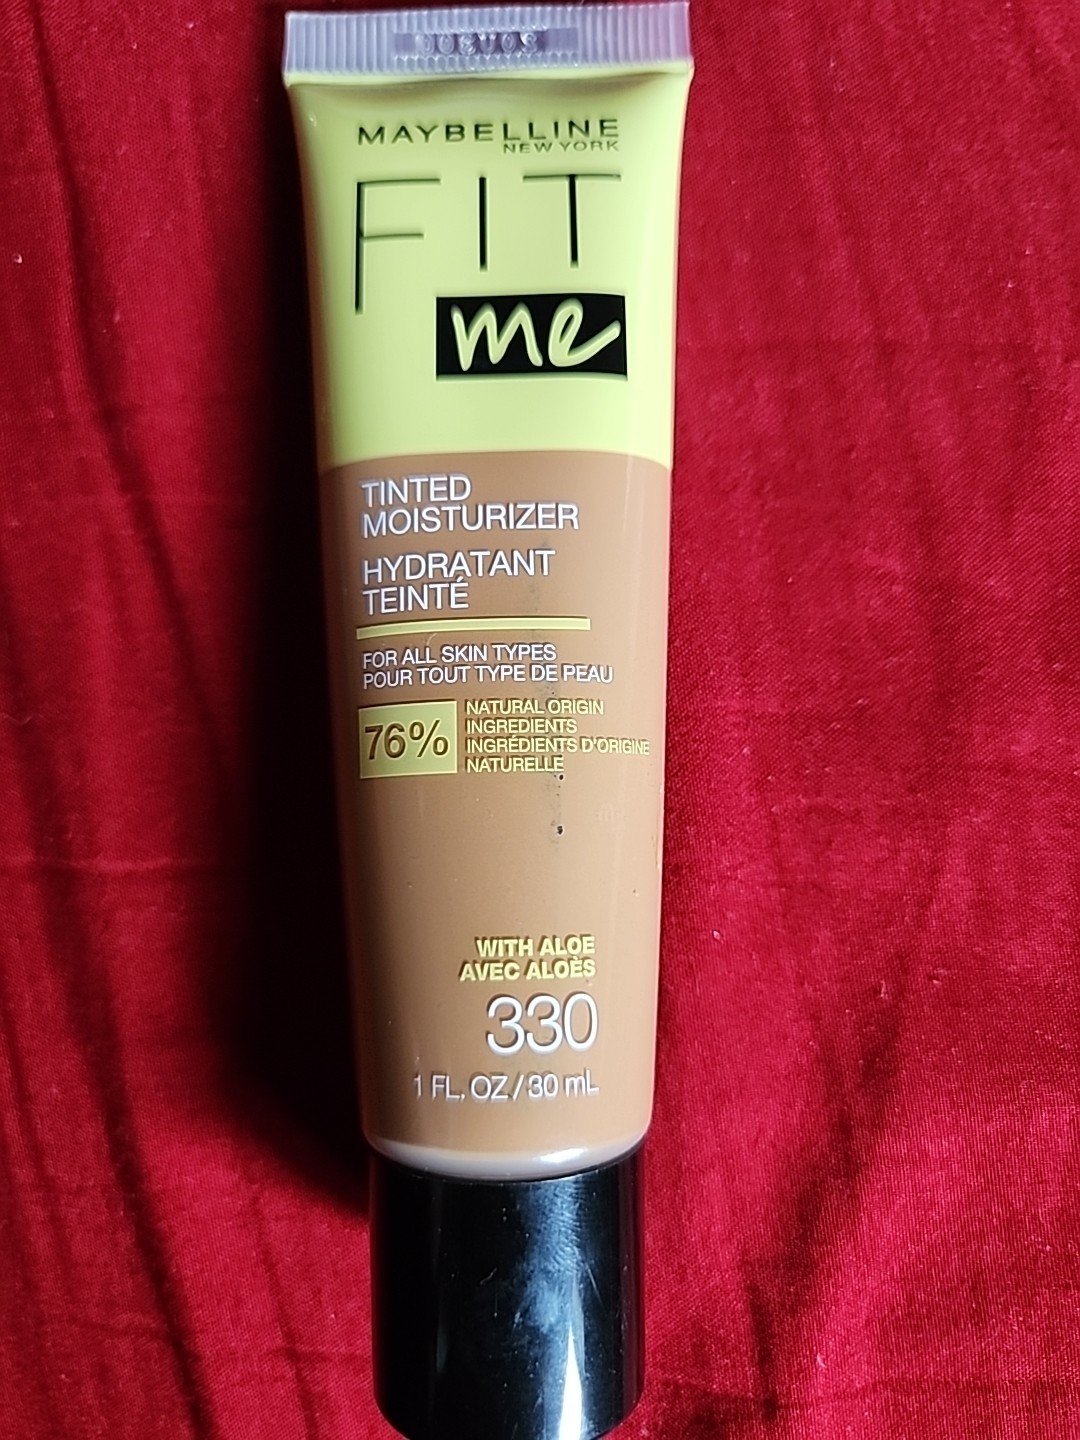 MAYBELLINE
NEW YORK
FIT
me
TINTED
MOISTURIZER
HYDRATANT
TEINTÉ
FOR ALL SKIN TYPES
POUR TOUT TYPE DE PEAU
76%
NATURAL ORIGIN
INGREDIENTS
INGRÉDIENTS D'ORIGINE
NATURELLE
WITH ALOE
AVEC ALOÈS
330
1 FL. OZ / 30 mL